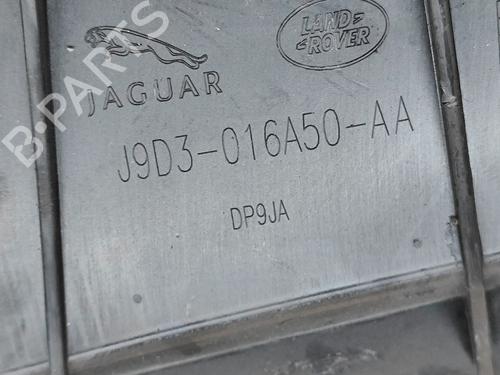 B-PARTS
JAGUAR
LAND
ROVER
J9D3-016A50-AA
DP9JA